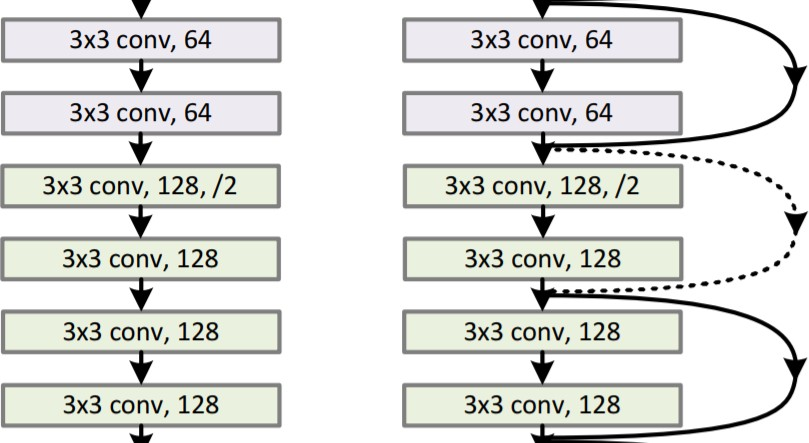 3x3 conv, 64
3x3 conv, 64
3x3 conv, 128, /2
3x3 conv, 128
3x3 conv, 128
3x3 conv, 128
3x3 conv, 64
3x3 conv, 64
3x3 conv, 128, /2
3x3 conv, 128
3x3 conv, 128
3x3 conv, 128